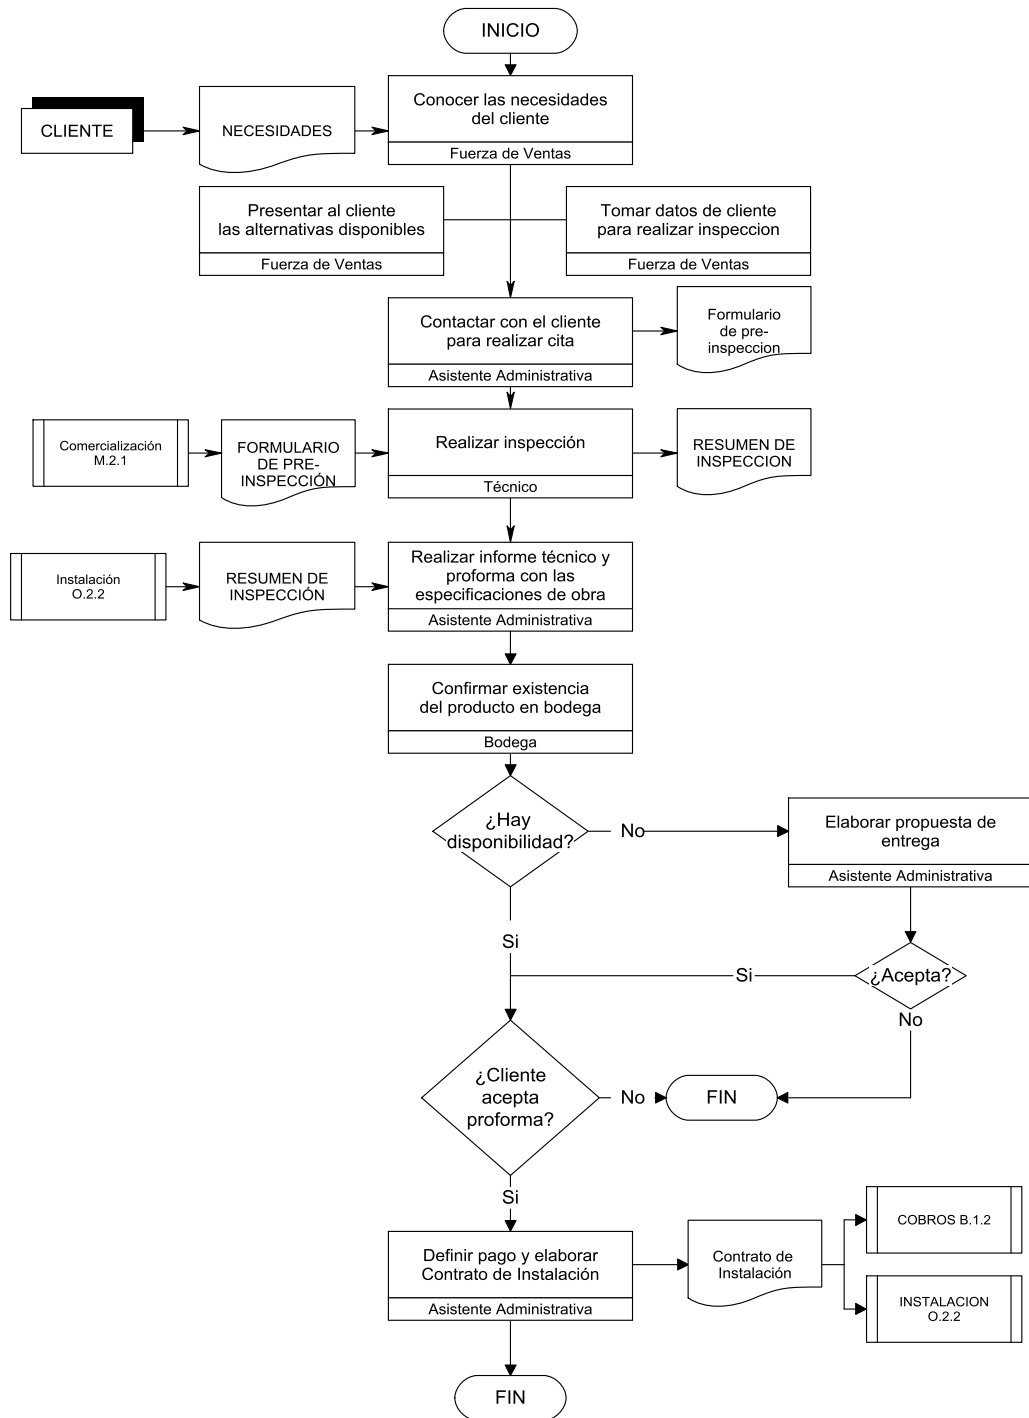 INICIO
Conocer las necesidades
del cliente
Fuerza de Ventas
CLIENTE
NECESIDADES
Presentar al cliente
las alternativas disponibles
Fuerza de Ventas
Tomar datos de cliente
para realizar inspeccion
Fuerza de Ventas
Contactar con el cliente
para realizar cita
Asistente Administrativa
Formulario
de pre-
inspeccion
Comercialización
M.2.1
FORMULARIO
DE PRE-
INSPECCIÓN
Realizar inspección
Técnico
RESUMEN DE
INSPECCION
Instalación
O.2.2
RESUMEN DE
INSPECCIÓN
Realizar informe técnico y
proforma con las
especificaciones de obra
Asistente Administrativa
Confirmar existencia
del producto en bodega
Bodega
¿Hay
disponibilidad?
No
Elaborar propuesta de
entrega
Asistente Administrativa
Si
Si
¿Acepta?
No
¿Cliente
acepta
proforma?
No
FIN
Si
Definir pago y elaborar
Contrato de Instalación
Asistente Administrativa
Contrato de
Instalación
COBROS B.1.2
INSTALACION
O.2.2
FIN